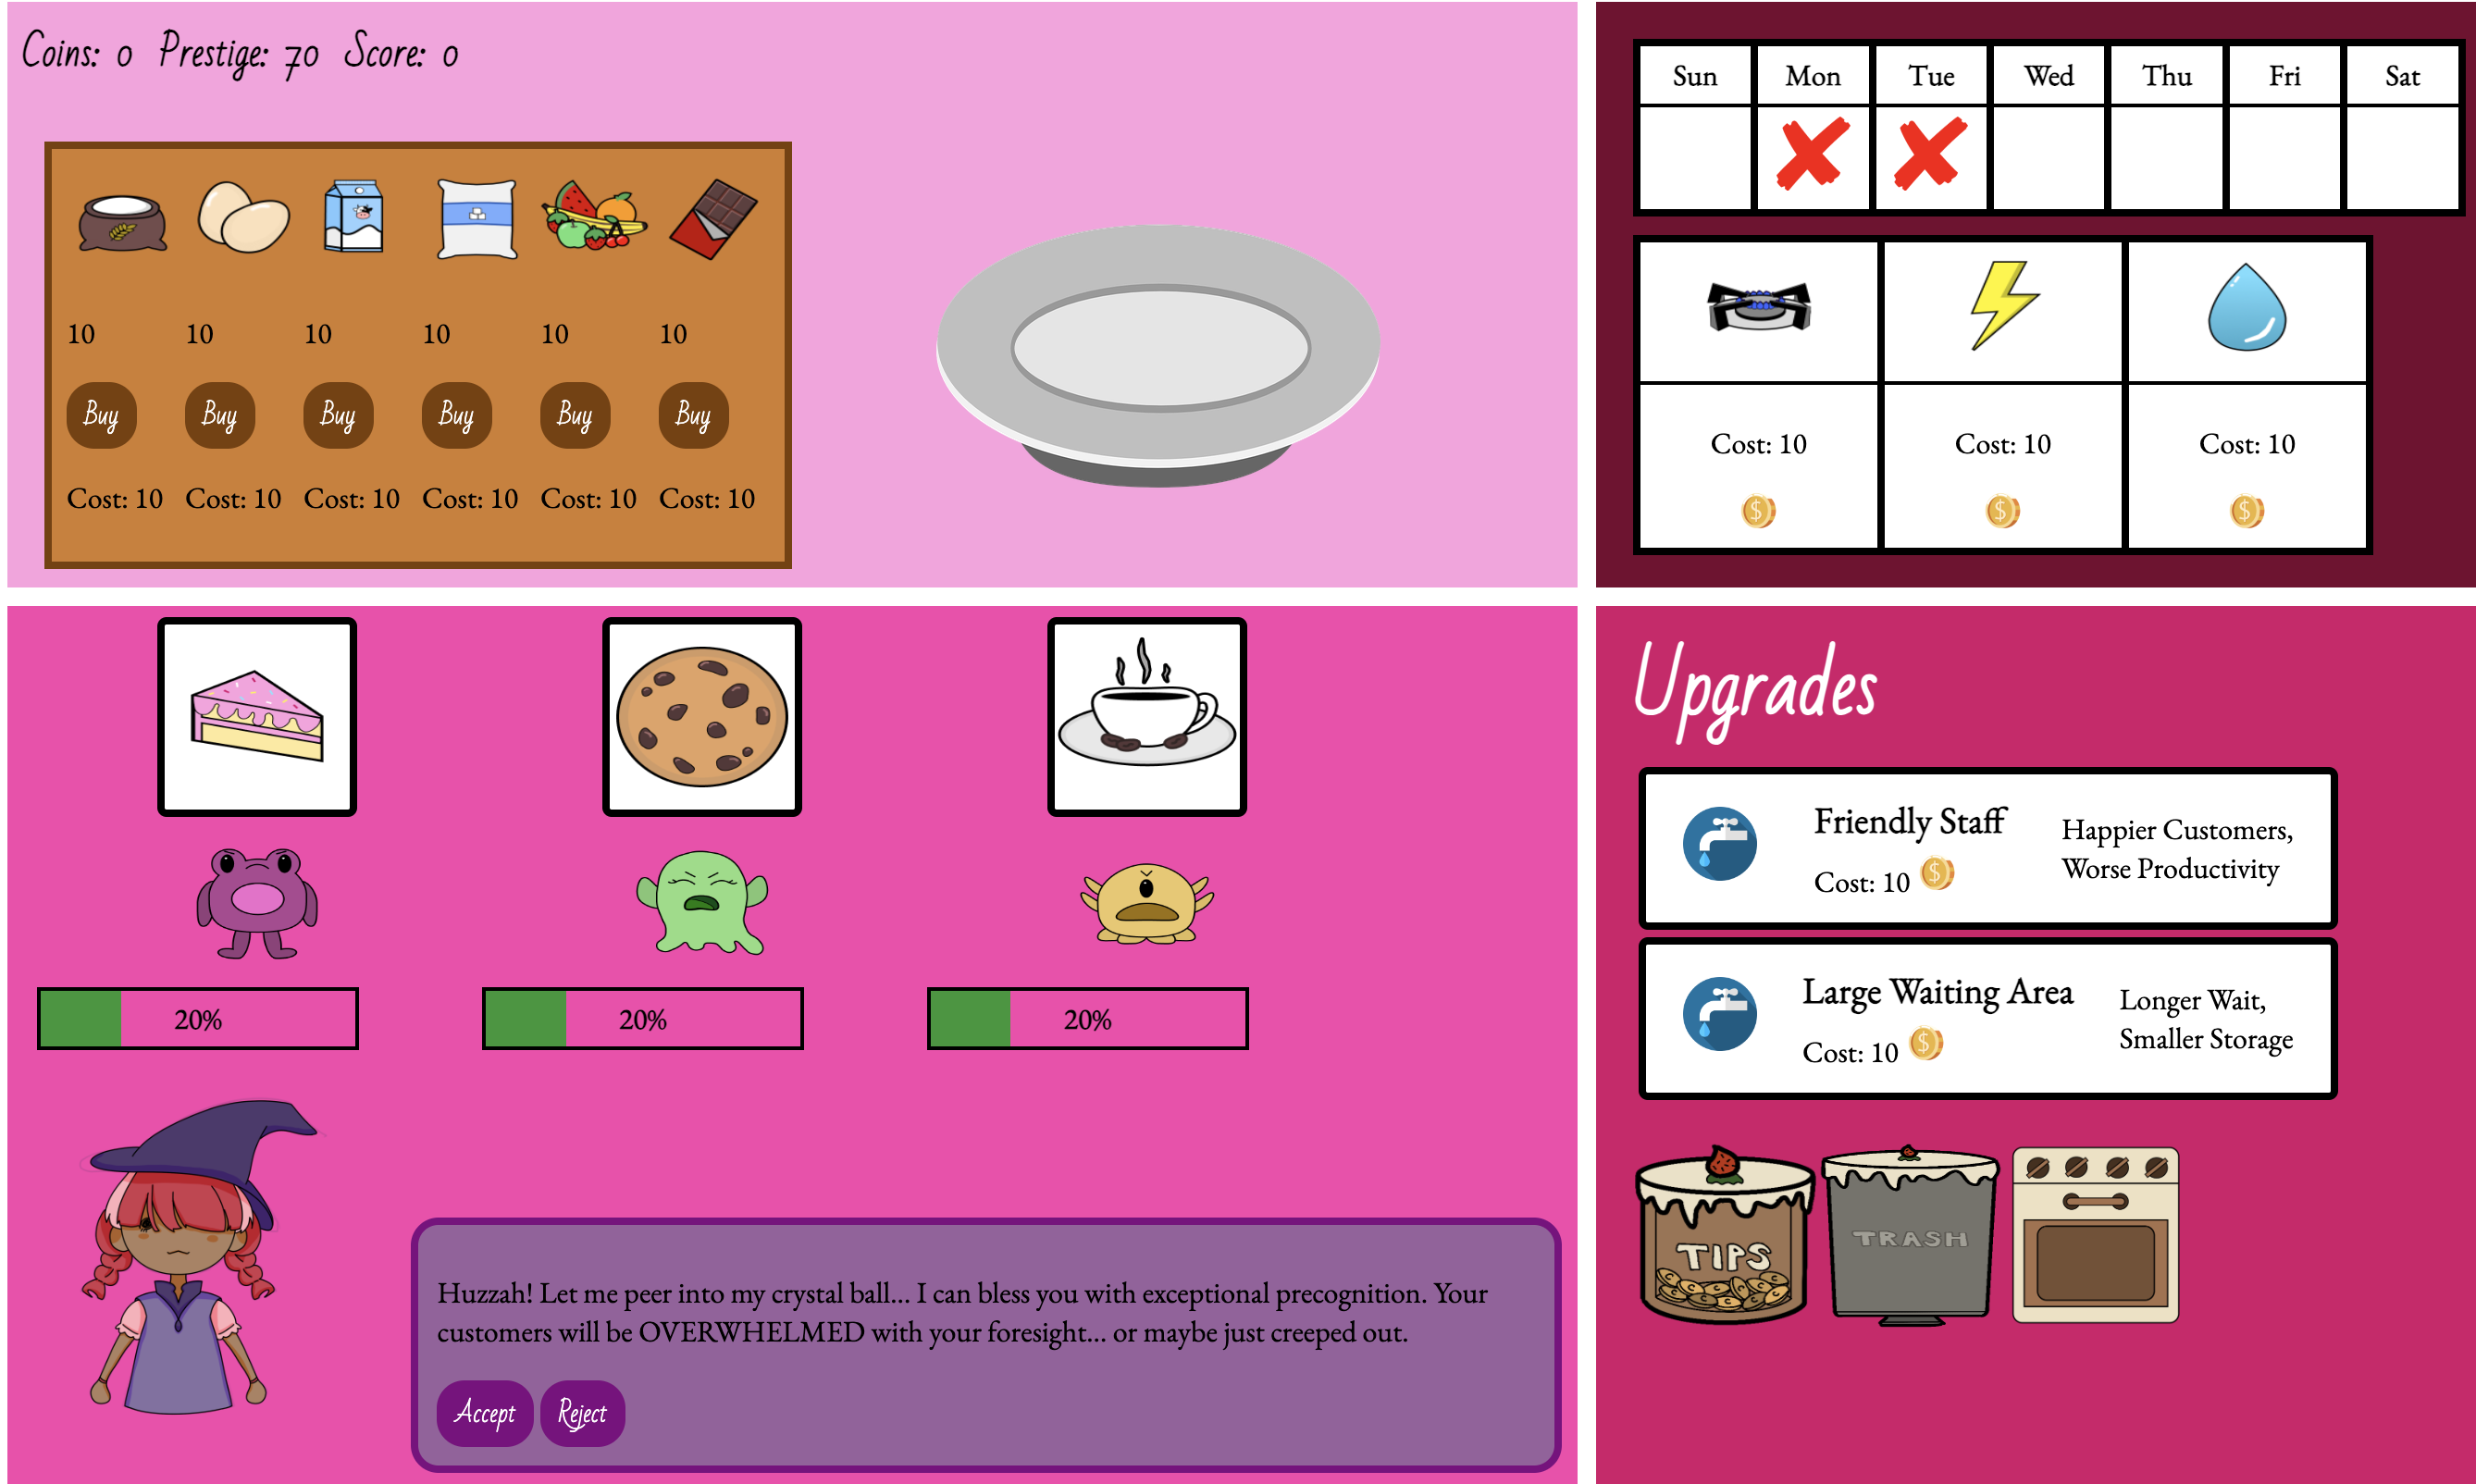 Coins: 0 Prestige: 70 Score: 0
10 10 10 10 10 10
Buy Buy Buy Buy Buy Buy
Cost: 10 Cost: 10 Cost: 10 Cost: 10 Cost: 10 Cost: 10
Sun Mon Tue Wed Thu Fri Sat
Cost: 10 Cost: 10 Cost: 10
$ $ $
20% 20% 20%
Huzzah! Let me peer into my crystal ball... I can bless you with exceptional precognition. Your
customers will be OVERWHELMED with your foresight... or maybe just creeped out.
Accept Reject
Upgrades
Friendly Staff
Cost: 10 $
Happier Customers,
Worse Productivity
Large Waiting Area
Cost: 10 $
Longer Wait,
Smaller Storage
TIPS
TRASH